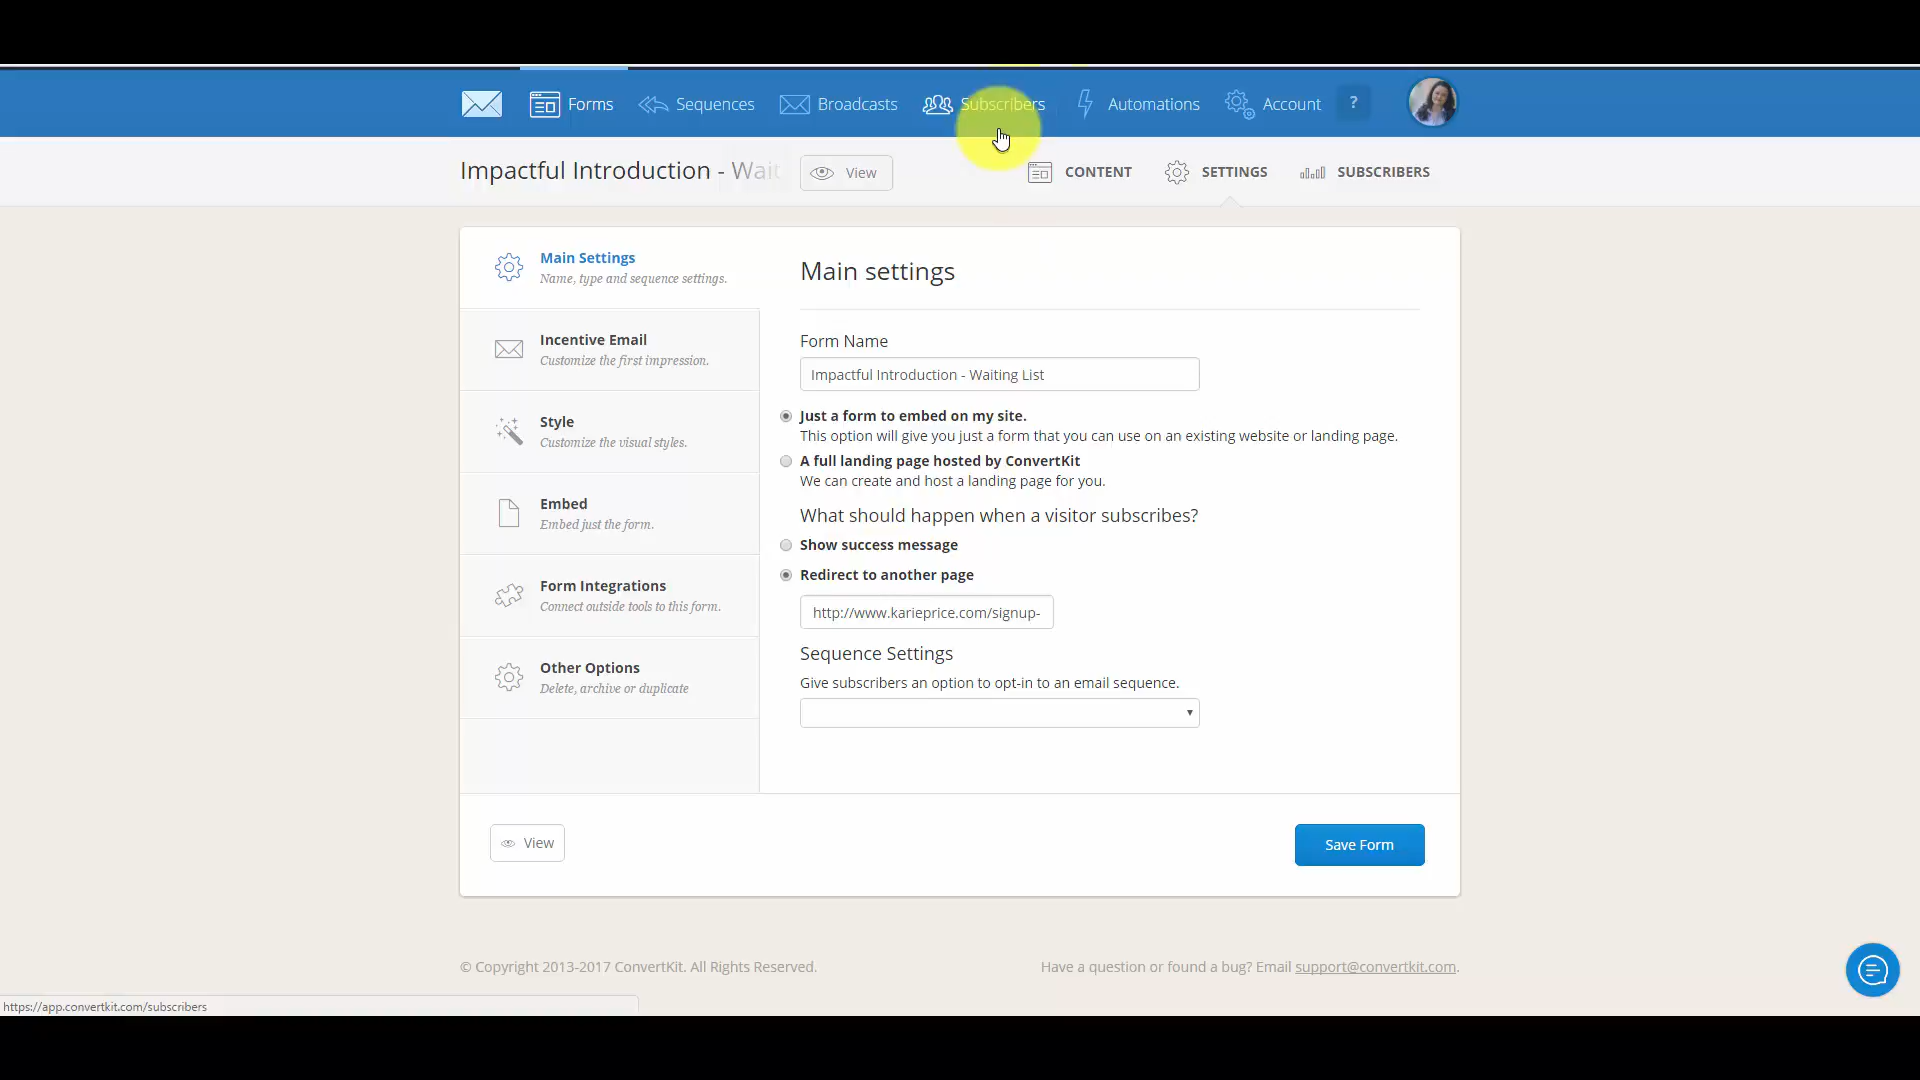 Forms
Sequences
Broadcasts
Subscribers
Automations
Account
?
Impactful Introduction - Wait
View
CONTENT
SETTINGS
SUBSCRIBERS
Main Settings
Name, type and sequence settings.
Incentive Email
Customize the first impression.
Style
Customize the visual styles.
Embed
Embed just the form.
Form Integrations
Connect outside tools to this form.
Other Options
Delete, archive or duplicate
Main settings
Form Name
Impactful Introduction - Waiting List
Just a form to embed on my site.
This option will give you just a form that you can use on an existing website or landing page.
A full landing page hosted by ConvertKit
We can create and host a landing page for you.
What should happen when a visitor subscribes?
Show success message
Redirect to another page
http://www.karieprice.com/signup-
Sequence Settings
Give subscribers an option to opt-in to an email sequence.
View
Save Form
© Copyright 2013-2017 ConvertKit. All Rights Reserved.
Have a question or found a bug? Email support@convertkit.com.
https://app.convertkit.com/subscribers